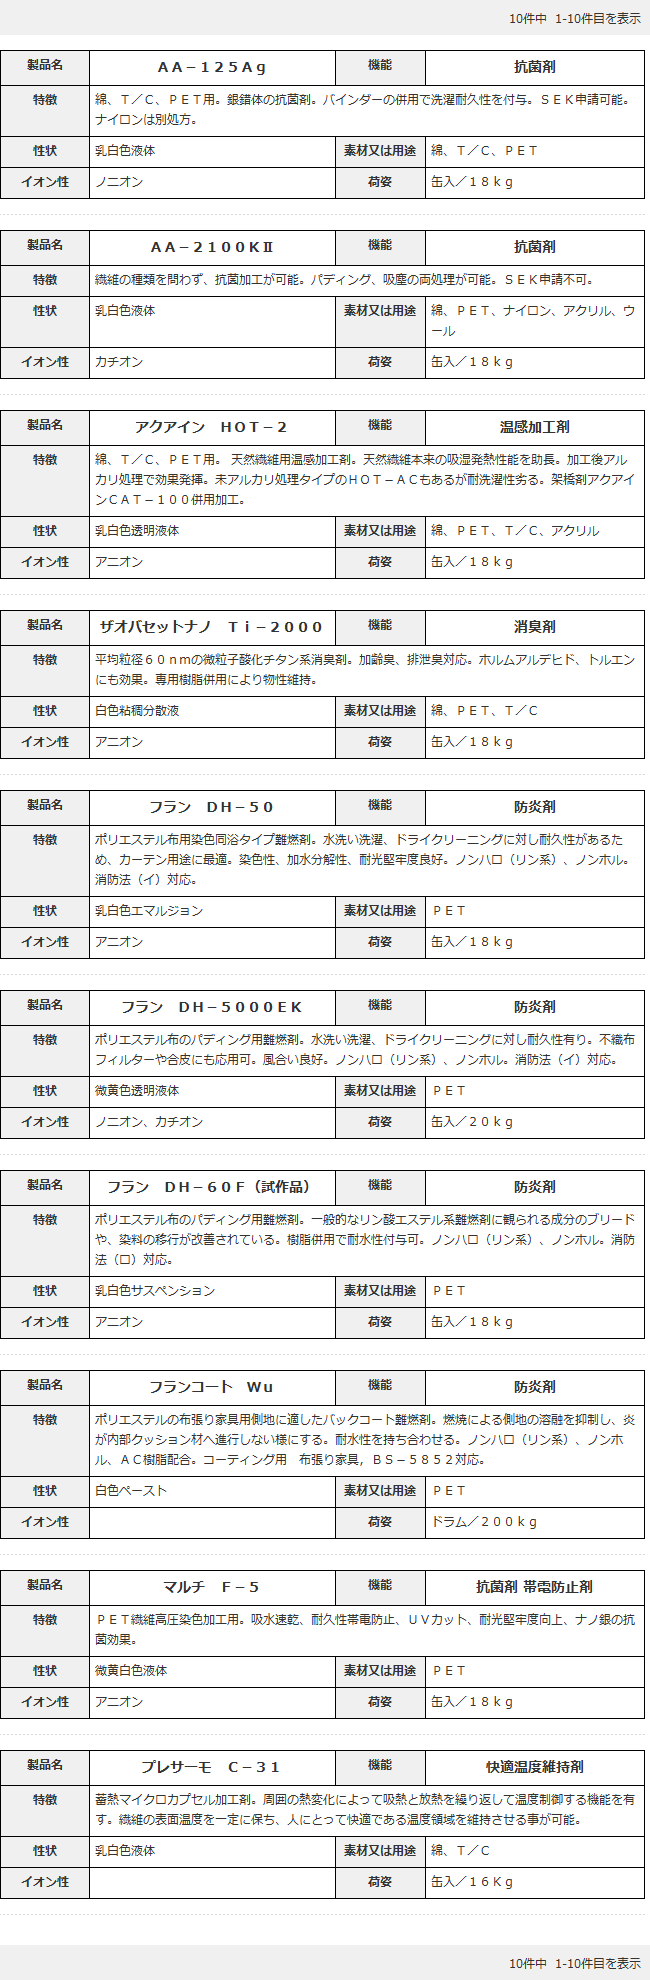 10件中 1-10件目を表示
製品名 ＡＡ－１２５Ａｇ 機能 抗菌剤
特徴 綿、Ｔ／Ｃ、ＰＥＴ用。銀錯体の抗菌剤。バインダーの併用で洗濯耐久性を付与。ＳＥＫ申請可能。
ナイロンは別処方。
性状 乳白色液体 素材又は用途 綿、Ｔ／Ｃ、ＰＥＴ
イオン性 ノニオン 荷姿 缶入／１８ｋｇ
製品名 ＡＡ－２１００ＫⅡ 機能 抗菌剤
特徴 繊維の種類を問わず、抗菌加工が可能。パディング、吸塵の両処理が可能。ＳＥＫ申請不可。
性状 乳白色液体 素材又は用途 綿、ＰＥＴ、ナイロン、アクリル、ウ
ール
イオン性 カチオン 荷姿 缶入／１８ｋｇ
製品名 アクアイン　ＨＯＴ－２ 機能 温感加工剤
特徴 綿、Ｔ／Ｃ、ＰＥＴ用。 天然繊維用温感加工剤。天然繊維本来の吸湿発熱性能を助長。加工後アル
カリ処理で効果発揮。未アルカリ処理タイプのＨＯＴ－ＡＣもあるが耐洗濯性劣る。架橋剤アクアイ
ンＣＡＴ－１００併用加工。
性状 乳白色透明液体 素材又は用途 綿、ＰＥＴ、Ｔ／Ｃ、アクリル
イオン性 アニオン 荷姿 缶入／１８ｋｇ
製品名 ザオバセットナノ　Ｔｉ－２０００ 機能 消臭剤
特徴 平均粒径６０ｎｍの微粒子酸化チタン系消臭剤。加齢臭、排泄臭対応。ホルムアルデヒド、トルエン
にも効果。専用樹脂併用により物性維持。
性状 白色粘稠分散液 素材又は用途 綿、ＰＥＴ、Ｔ／Ｃ
イオン性 アニオン 荷姿 缶入／１８ｋｇ
製品名 フラン　ＤＨ－５０ 機能 防炎剤
特徴 ポリエステル布用染色同浴タイプ難燃剤。水洗い洗濯、ドライクリーニングに対し耐久性があるた
め、カーテン用途に最適。染色性、加水分解性、耐光堅牢度良好。ノンハロ（リン系）、ノンホル。
消防法（イ）対応。
性状 乳白色エマルジョン 素材又は用途 ＰＥＴ
イオン性 アニオン 荷姿 缶入／１８ｋｇ
製品名 フラン　ＤＨ－５０００ＥＫ 機能 防炎剤
特徴 ポリエステル布のパディング用難燃剤。水洗い洗濯、ドライクリーニングに対し耐久性有り。不織布
フィルターや合皮にも応用可。風合い良好。ノンハロ（リン系）、ノンホル。消防法（イ）対応。
性状 微黄色透明液体 素材又は用途 ＰＥＴ
イオン性 ノニオン、カチオン 荷姿 缶入／２０ｋｇ
製品名 フラン　ＤＨ－６０Ｆ（試作品） 機能 防炎剤
特徴 ポリエステル布のパディング用難燃剤。一般的なリン酸エステル系難燃剤に観られる成分のブリード
や、染料の移行が改善されている。樹脂併用で耐水性付与可。ノンハロ（リン系）、ノンホル。消防
法（ロ）対応。
性状 乳白色サスペンション 素材又は用途 ＰＥＴ
イオン性 アニオン 荷姿 缶入／１８ｋｇ
製品名 フランコート　Ｗｕ 機能 防炎剤
特徴 ポリエステルの布張り家具用側地に適したバックコート難燃剤。燃焼による側地の溶融を抑制し、炎
が内部クッション材へ進行しない様にする。耐水性を持ち合わせる。ノンハロ（リン系）、ノンホ
ル、ＡＣ樹脂配合。コーティング用　布張り家具，ＢＳ－５８５２対応。
性状 白色ペースト 素材又は用途 ＰＥＴ
イオン性 荷姿 ドラム／２００ｋｇ
製品名 マルチ　Ｆ－５ 機能 抗菌剤 帯電防止剤
特徴 ＰＥＴ繊維高圧染色加工用。吸水速乾、耐久性帯電防止、ＵＶカット、耐光堅牢度向上、ナノ銀の抗
菌効果。
性状 微黄白色液体 素材又は用途 ＰＥＴ
イオン性 アニオン 荷姿 缶入／１８ｋｇ
製品名 プレサーモ　Ｃ－３１ 機能 快適温度維持剤
特徴 蓄熱マイクロカプセル加工剤。周囲の熱変化によって吸熱と放熱を繰り返して温度制御する機能を有
す。繊維の表面温度を一定に保ち、人にとって快適である温度領域を維持させる事が可能。
性状 乳白色液体 素材又は用途 綿、Ｔ／Ｃ
イオン性 荷姿 缶入／１６Ｋｇ
10件中 1-10件目を表示